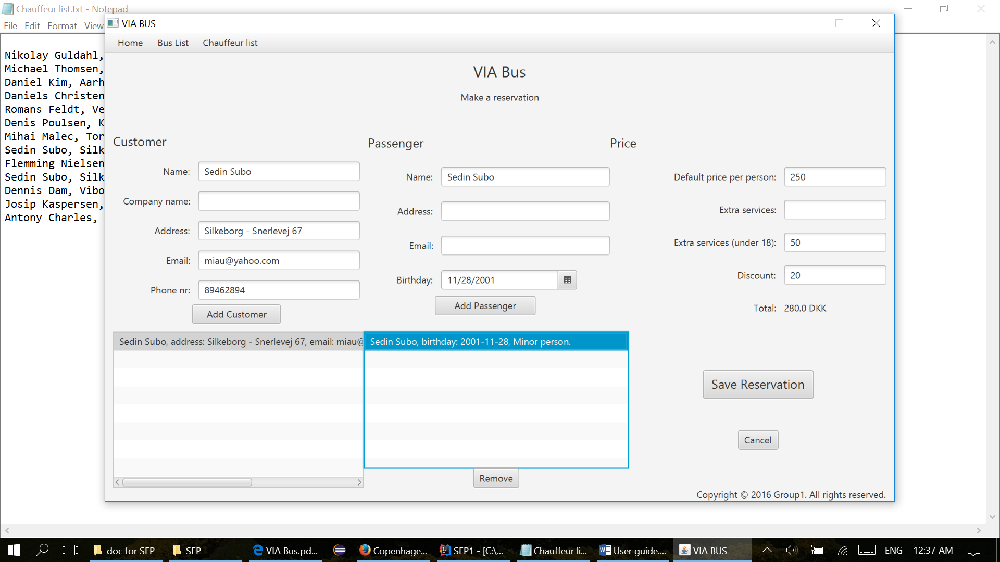 Chauffeur list.txt - Notepad
File Edit Format View
Nikolay Guldahl,
Michael Thomsen,
Daniel Kim, Aarh
Daniels Christen
Romans Feldt, Ve
Denis Poulsen, K
Mihai Malec, Tor
Sedin Subo, Silk
Flemming Nielsen
Sedin Subo, Silk
Dennis Dam, Vibo
Josip Kaspersen,
Antony Charles,
VIA BUS
Home Bus List Chauffeur list
VIA Bus
Make a reservation
Customer
Name: Sedin Subo
Company name:
Address: Silkeborg - Snerlevej 67
Email: miau@yahoo.com
Phone nr: 89462894
Add Customer
Sedin Subo, address: Silkeborg - Snerlevej 67, email: miau@
Passenger
Name: Sedin Subo
Address:
Email:
Birthday: 11/28/2001
Add Passenger
Sedin Subo, birthday: 2001-11-28, Minor person.
Remove
Price
Default price per person: 250
Extra services:
Extra services (under 18): 50
Discount: 20
Total: 280.0 DKK
Save Reservation
Cancel
Copyright © 2016 Group1. All rights reserved.
doc for SEP SEP VIA Bus.pd... Copenhage... SEP1 - [C:\... Chauffeur li... User guide.... VIA BUS ENG 12:37 AM